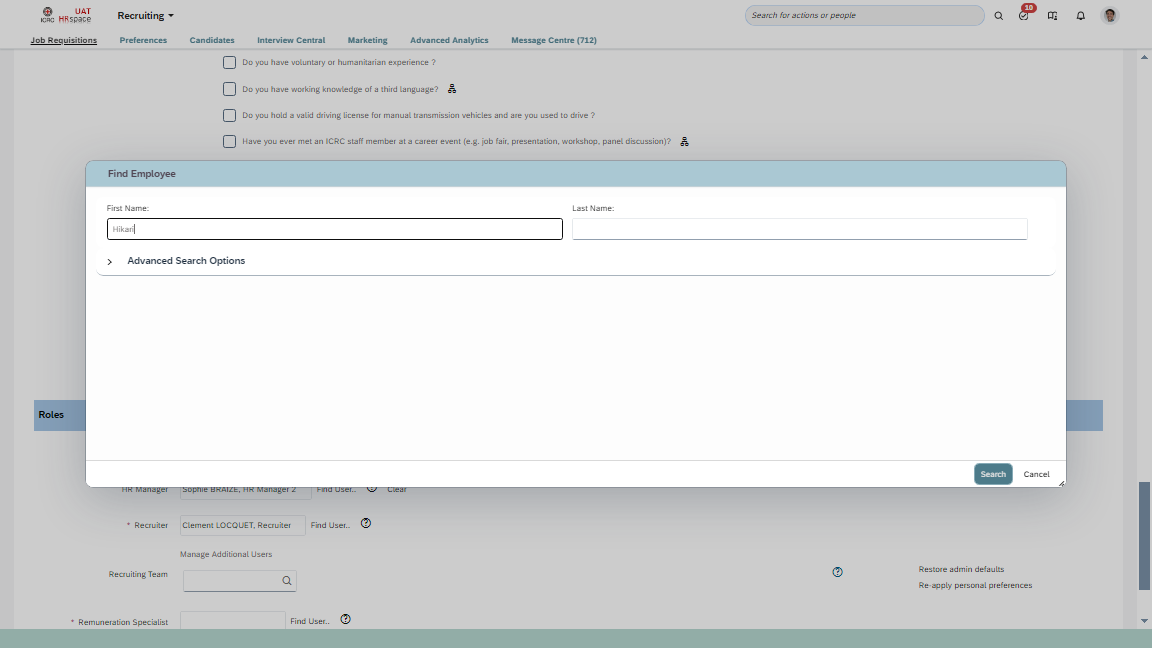 ICRC UAT HRspace
Recruiting
Search for actions or people
10
Job Requisitions Preferences Candidates Interview Central Marketing Advanced Analytics Message Centre (712)
Do you have voluntary or humanitarian experience ?
Do you have working knowledge of a third language?
Do you hold a valid driving license for manual transmission vehicles and are you used to drive ?
Have you ever met an ICRC staff member at a career event (e.g. job fair, presentation, workshop, panel discussion)?
Find Employee
First Name: Last Name:
Hikari
Advanced Search Options
Roles
Search Cancel
HR Manager Sophie BRAIZE, HR Manager 2 Find User.. Clear
* Recruiter Clement LOCQUET, Recruiter Find User..
Manage Additional Users
Recruiting Team
Restore admin defaults
Re-apply personal preferences
* Remuneration Specialist Find User..